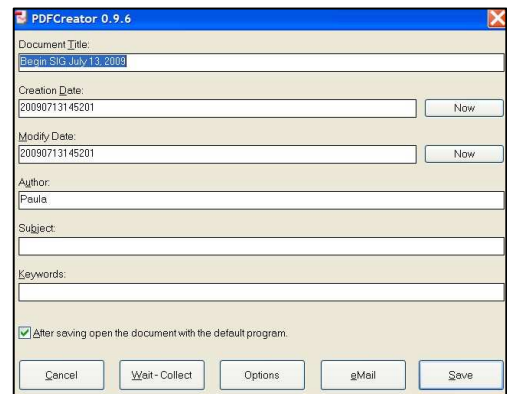 PDFCreator 0.9.6
Document Title:
Begin SIG July 13, 2009
Creation Date:
20090713145201
Now
Modify Date:
20090713145201
Now
Author:
Paula
Subject:
Keywords:
After saving open the document with the default program.
Cancel Wait-Collect Options eMail Save